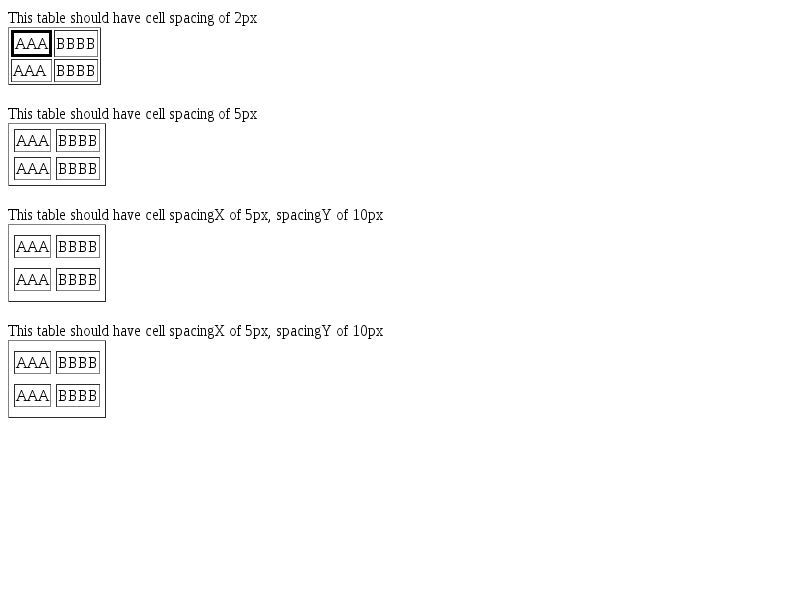 This table should have cell spacing of 2px
AAA BBBB
AAA BBBB
This table should have cell spacing of 5px
AAA BBBB
AAA BBBB
This table should have cell spacingX of 5px, spacingY of 10px
AAA BBBB
AAA BBBB
This table should have cell spacingX of 5px, spacingY of 10px
AAA BBBB
AAA BBBB